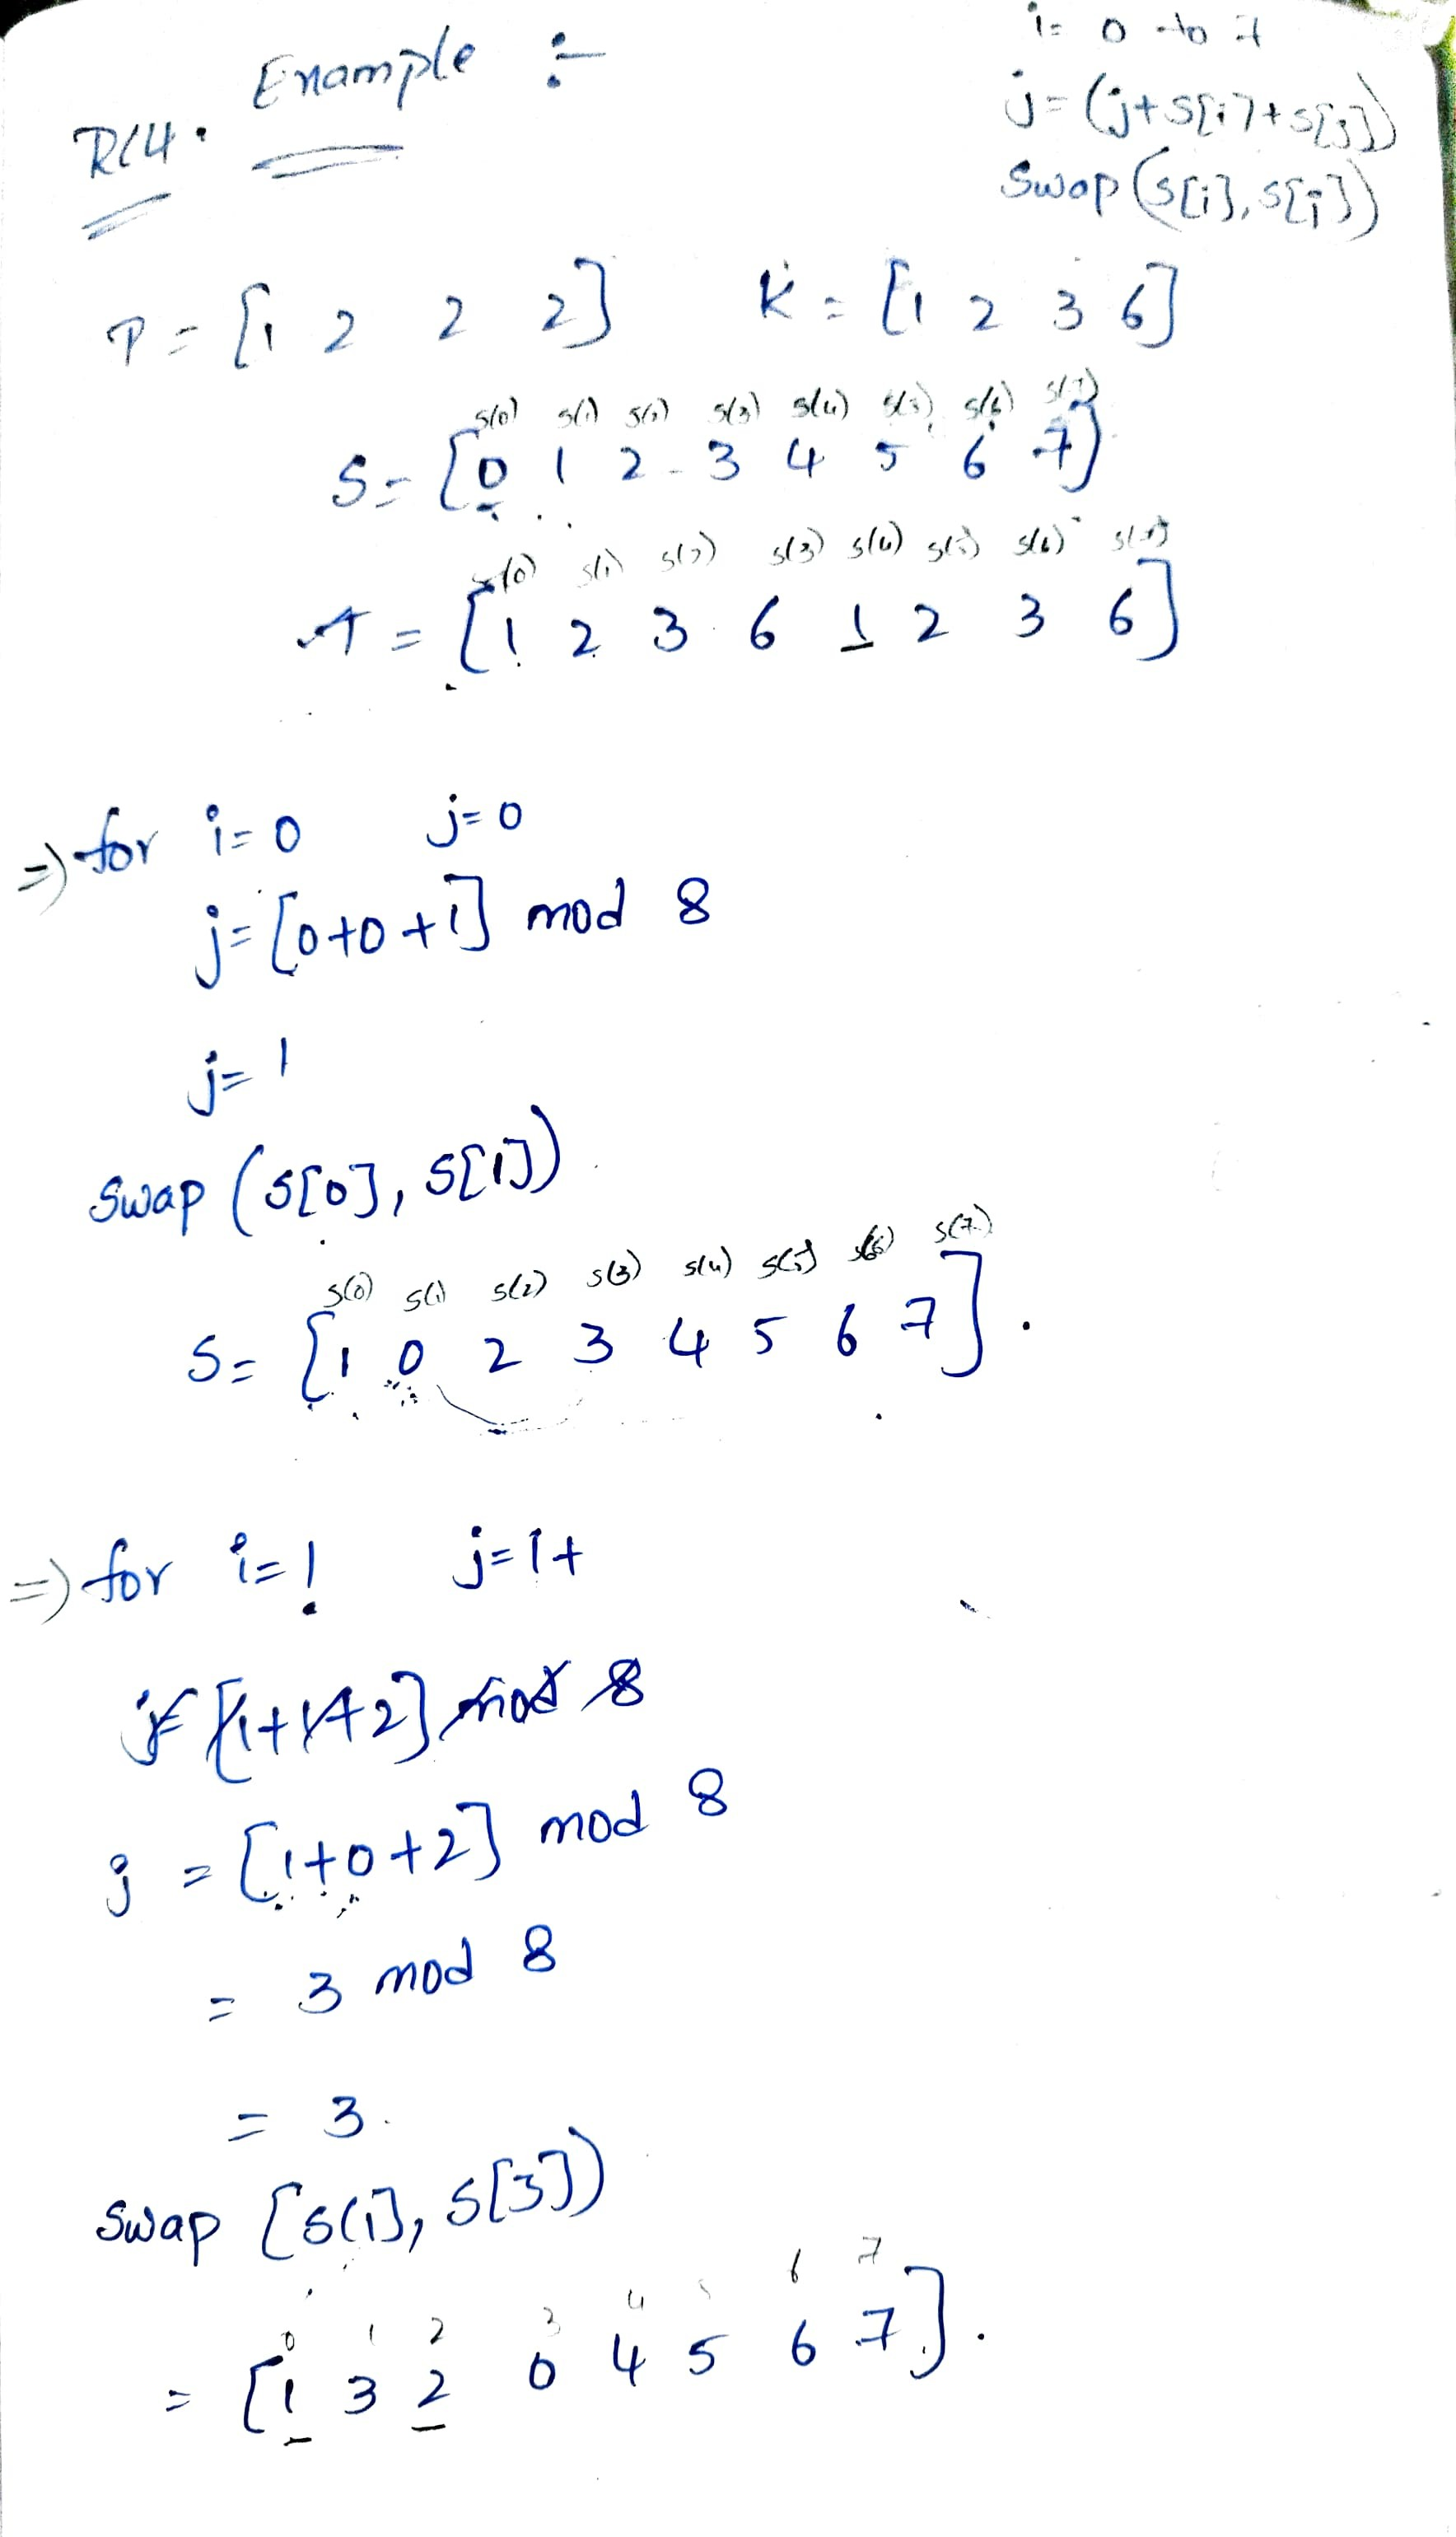 Example :-
RC4.
i= 0 to 7
j= (j+S[i]+S[j])
Swap (S[i], S[j])
P = [1 2 2 2] K = [1 2 3 6]
S(0) S(1) S(2) S(3) S(4) S(5) S(6) S(7)
S= [0 1 2 3 4 5 6 7]
S(1) S(2) S(3) S(4) S(5) S(6) S(7)
T = [1 2 3 6 1 2 3 6]
=> for i=0 j=0
j= [0+0+1] mod 8
j= 1
Swap (S[0], S[1])
S(0) S(1) S(2) S(3) S(4) S(5) S(6) S(7)
S= [1 0 2 3 4 5 6 7].
=> for i=1 j=1+
j= [1+1+2] mod 8
j = [1+0+2] mod 8
= 3 mod 8
= 3.
Swap [S(1], S[3])
0 1 2 3 4 5 6 7
= [1 3 2 0 4 5 6 7].